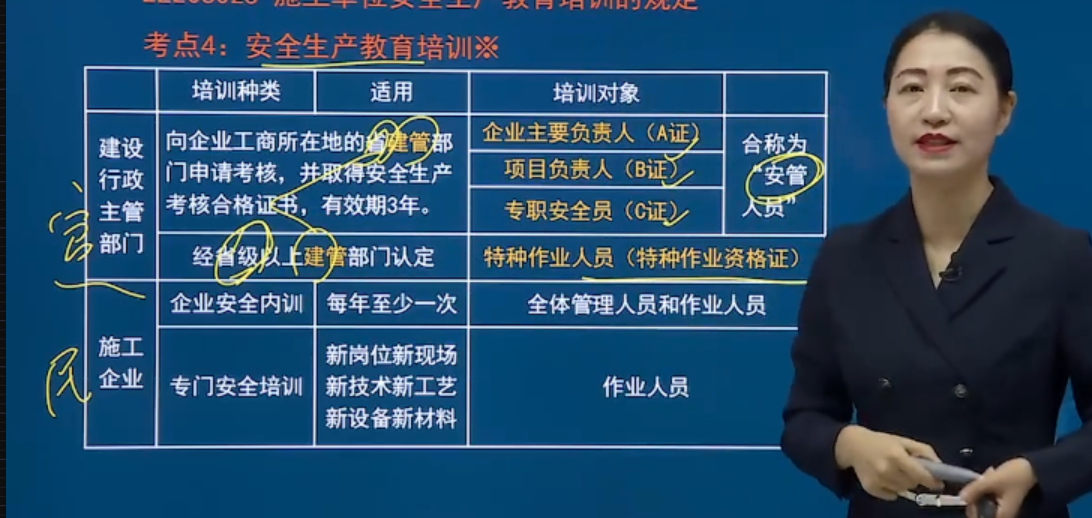 施工单位安全生产教育培训的规定
考点4：安全生产教育培训※
培训种类 适用 培训对象
建设
行政
主管
部门
向企业工商所在地的省建管部
门申请考核，并取得安全生产
考核合格证书，有效期3年。
企业主要负责人（A证）
项目负责人（B证）
专职安全员（C证）
合称为
“安管
人员”
经省级以上建管部门认定
特种作业人员（特种作业资格证）
官
施工
企业
企业安全内训 每年至少一次 全体管理人员和作业人员
专门安全培训
新岗位新现场
新技术新工艺
新设备新材料
作业人员
民